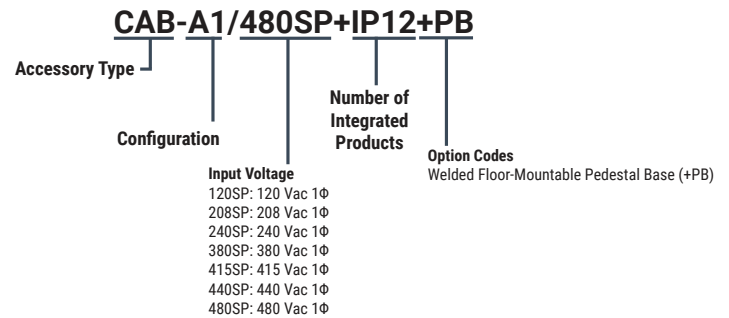 CAB-A1/480SP+IP12+PB
Accessory Type
Configuration
Input Voltage
120SP: 120 Vac 1Φ
208SP: 208 Vac 1Φ
240SP: 240 Vac 1Φ
380SP: 380 Vac 1Φ
415SP: 415 Vac 1Φ
440SP: 440 Vac 1Φ
480SP: 480 Vac 1Φ
Number of
Integrated
Products
Option Codes
Welded Floor-Mountable Pedestal Base (+PB)